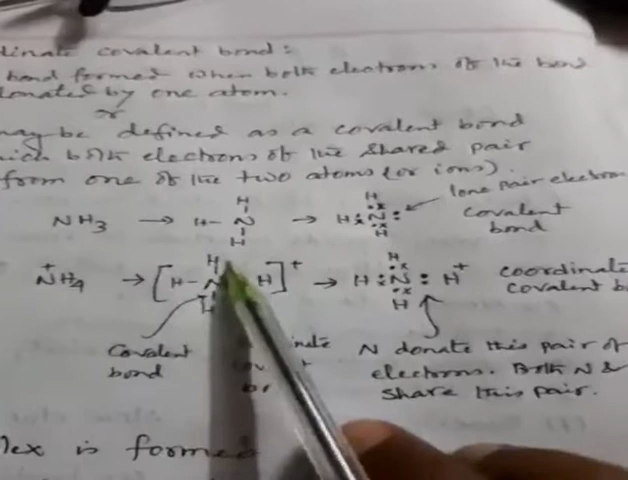 dinate covalent bond:
bond formed when both electrons of the bond
donated by one atom.
or
may be defined as a covalent bond
which both electrons of the shared pair
from one of the two atoms (or ions).
lone pair electron
NH3 → H-N → H N covalent
H H H H bond
NH4+ → [H- N H]+ → H N H+ coordinate
covalent b
Covalent inate N donate this pair of
bond electrons. Both N &
share this pair.
lex is formed